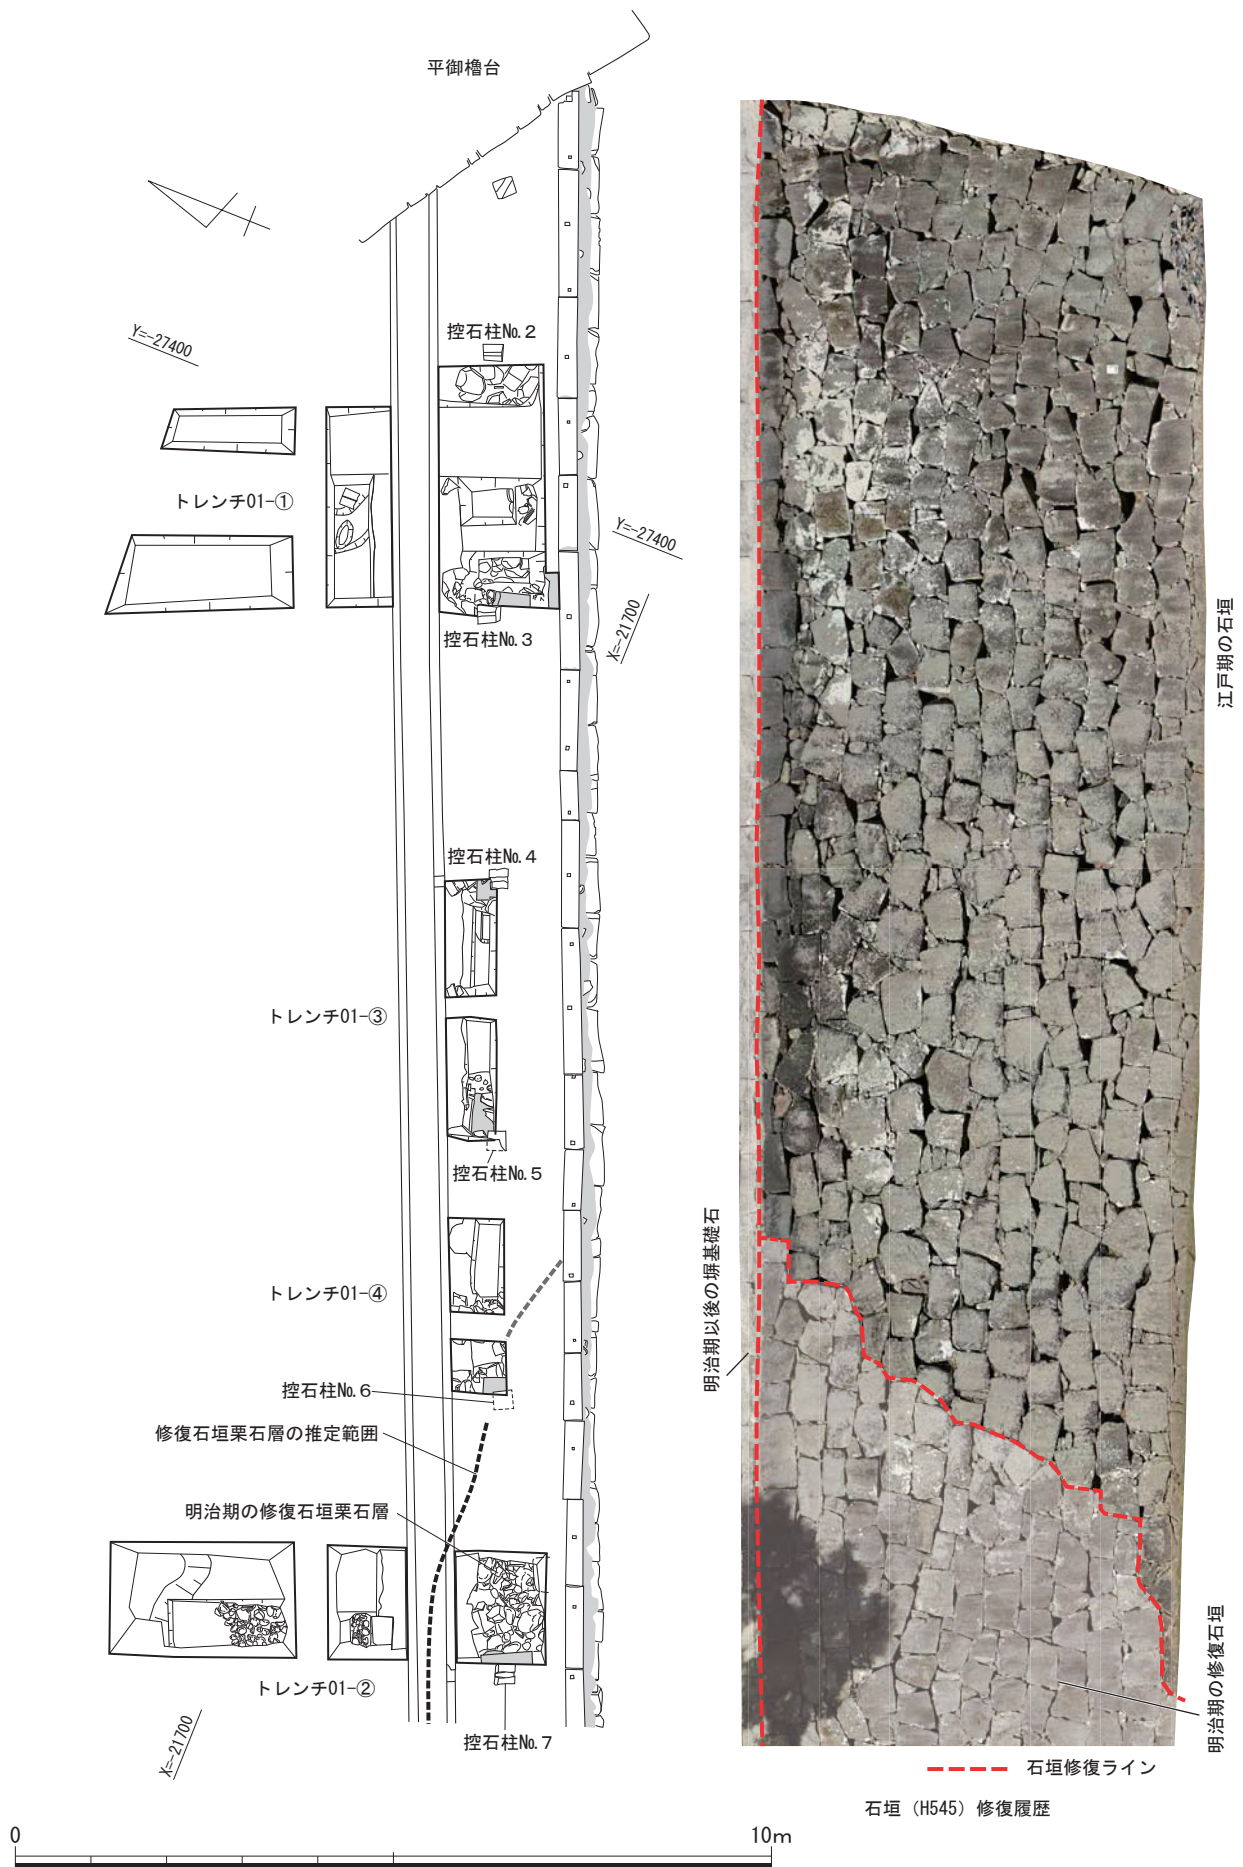 平御櫓台
Y=-27400
控石柱No.2
トレンチ01-①
Y=-27400
X=-21700
控石柱No.3
江戸期の石垣
控石柱No.4
トレンチ01-③
控石柱No.5
明治期以後の塀基礎石
トレンチ01-④
控石柱No.6
修復石垣栗石層の推定範囲
明治期の修復石垣栗石層
トレンチ01-②
X=-21700
控石柱No.7
明治期の修復石垣
石垣修復ライン
石垣（H545）修復履歴
0
10m